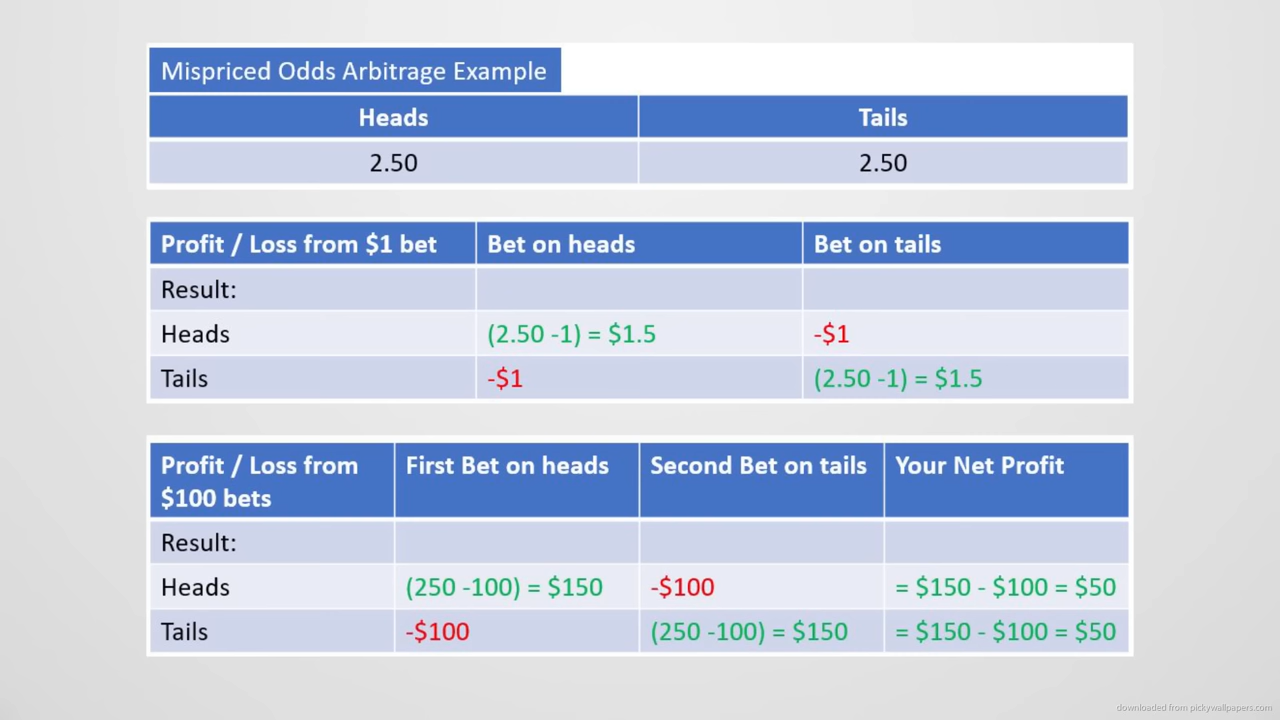 Mispriced Odds Arbitrage Example
Heads Tails
2.50 2.50
Profit / Loss from $1 bet Bet on heads Bet on tails
Result:
Heads (2.50 -1) = $1.5 -$1
Tails -$1 (2.50 -1) = $1.5
Profit / Loss from First Bet on heads Second Bet on tails Your Net Profit
$100 bets
Result:
Heads (250 -100) = $150 -$100 = $150 - $100 = $50
Tails -$100 (250 -100) = $150 = $150 - $100 = $50
downloaded from pickywallpapers.com